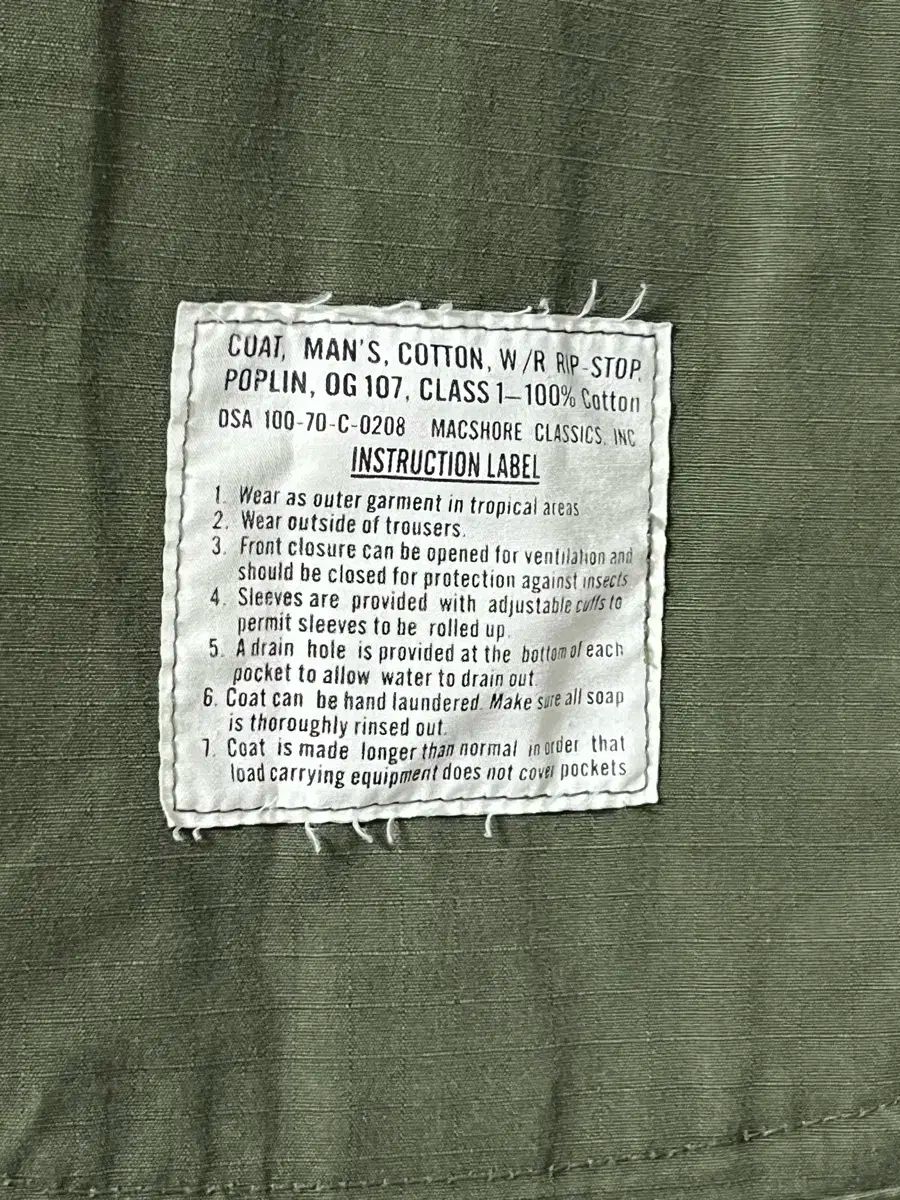 COAT, MAN'S, COTTON, W/R RIP-STOP,
POPLIN, OG 107, CLASS 1–100% Cotton
DSA 100-70-C-0208 MACSHORE CLASSICS, INC
INSTRUCTION LABEL
1. Wear as outer garment in tropical areas
2. Wear outside of trousers.
3. Front closure can be opened for ventilation and
should be closed for protection against insects
4. Sleeves are provided with adjustable cuffs to
permit sleeves to be rolled up.
5. A drain hole is provided at the bottom of each
pocket to allow water to drain out
6. Coat can be hand laundered. Make sure all soap
is thoroughly rinsed out.
7. Coat is made longer than normal in order that
load carrying equipment does not cover pockets